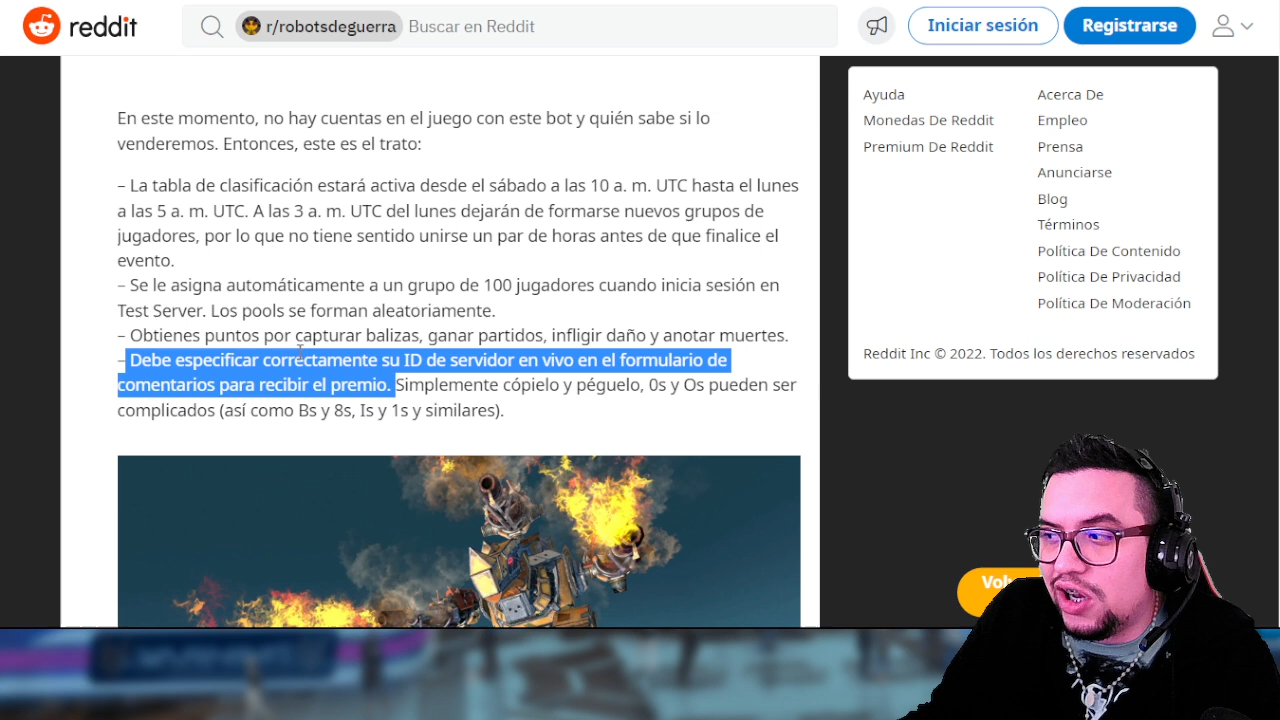 reddit
r/robotsdeguerra
Buscar en Reddit
Iniciar sesión
Registrarse
En este momento, no hay cuentas en el juego con este bot y quién sabe si lo
venderemos. Entonces, este es el trato:
– La tabla de clasificación estará activa desde el sábado a las 10 a. m. UTC hasta el lunes
a las 5 a. m. UTC. A las 3 a. m. UTC del lunes dejarán de formarse nuevos grupos de
jugadores, por lo que no tiene sentido unirse un par de horas antes de que finalice el
evento.
– Se le asigna automáticamente a un grupo de 100 jugadores cuando inicia sesión en
Test Server. Los pools se forman aleatoriamente.
– Obtienes puntos por capturar balizas, ganar partidos, infligir daño y anotar muertes.
– Debe especificar correctamente su ID de servidor en vivo en el formulario de
comentarios para recibir el premio. Simplemente cópielo y péguelo, 0s y Os pueden ser
complicados (así como Bs y 8s, Is y 1s y similares).
Ayuda
Monedas De Reddit
Premium De Reddit
Acerca De
Empleo
Prensa
Anunciarse
Blog
Términos
Política De Contenido
Política De Privacidad
Política De Moderación
Reddit Inc © 2022. Todos los derechos reservados